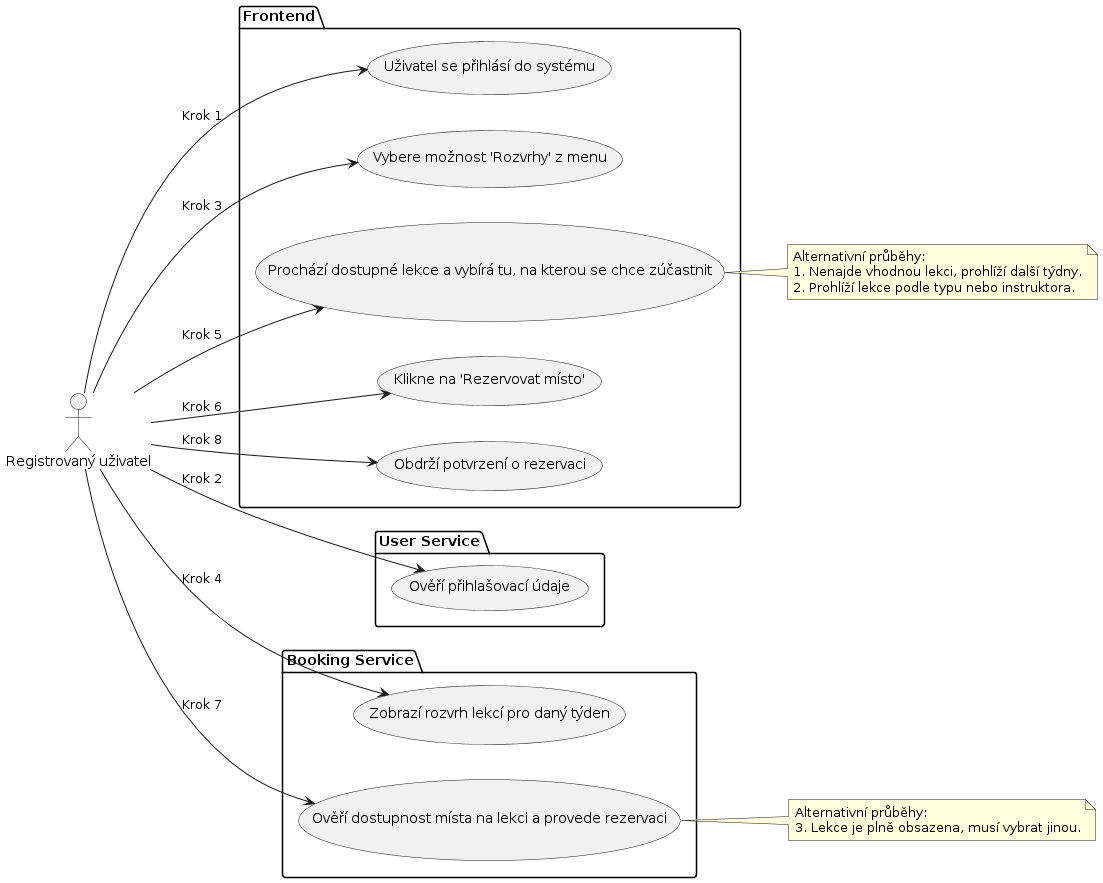 Frontend
Uživatel se přihlásí do systému
Krok 1
Vybere možnost 'Rozvrhy' z menu
Krok 3
Prochází dostupné lekce a vybírá tu, na kterou se chce zúčastnit
Alternativní průběhy:
1. Nenajde vhodnou lekci, prohlíží další týdny.
2. Prohlíží lekce podle typu nebo instruktora.
Krok 5
Klikne na 'Rezervovat místo'
Krok 6
Krok 8
Obdrží potvrzení o rezervaci
Registrovaný uživatel
Krok 2
User Service
Ověří přihlašovací údaje
Krok 4
Booking Service
Zobrazí rozvrh lekcí pro daný týden
Krok 7
Ověří dostupnost místa na lekci a provede rezervaci
Alternativní průběhy:
3. Lekce je plně obsazena, musí vybrat jinou.